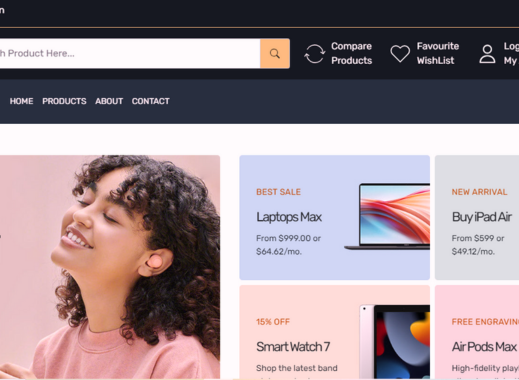 n
h Product Here...
Compare
Products
Favourite
WishList
Log
My
HOME PRODUCTS ABOUT CONTACT
BEST SALE
Laptops Max
From $999.00 or
$64.62/mo.
NEW ARRIVAL
Buy iPad Air
From $599 or
$49.12/mo.
15% OFF
Smart Watch 7
Shop the latest band
FREE ENGRAVING
Air Pods Max
High-fidelity play